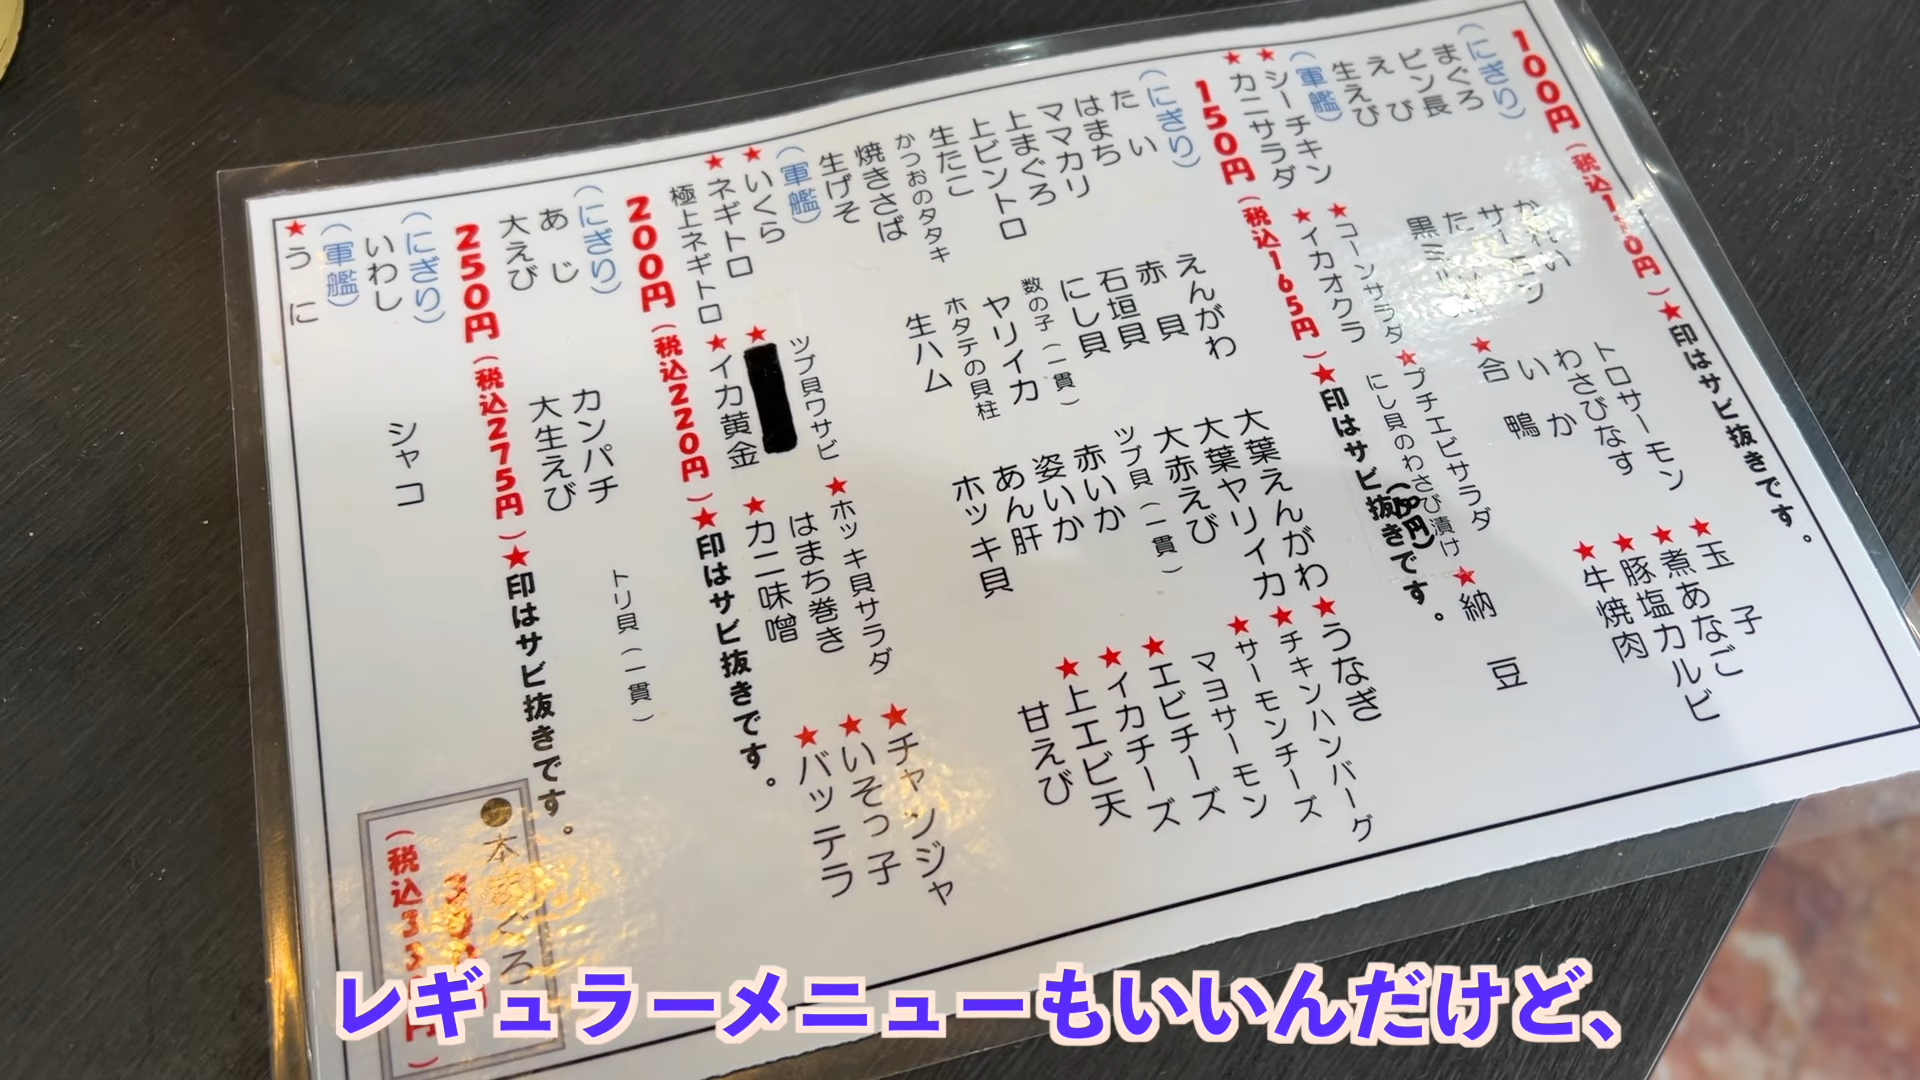 100円(税込110円)★印はサビ抜きです。
(にぎり)
まぐろ
ビン長
えび
生えび
かれい
サーモン
トロサーモン
わさびなす
いか
★合鴨
★玉子
★煮あなご
★豚塩カルビ
★牛焼肉
(軍艦)
★シーチキン
★カニサラダ
★コーンサラダ
★イカオクラ
★プチエビサラダ
にし貝のわさび漬け
★納豆
150円(税込165円)★印はサビ抜きです。
(にぎり)
たい
はまち
ママカリ
上まぐろ
上ビントロ
生たこ
かつおのタタキ
焼きさば
生げそ
えんがわ
赤貝
石垣貝
にし貝
数の子(一貫)
ヤリイカ
ホタテの貝柱
生ハム
大葉えんがわ
大葉ヤリイカ
大赤えび
ツブ貝(一貫)
赤いか
姿いか
あん肝
ホッキ貝
★うなぎ
★チキンハンバーグ
★サーモンチーズ
マヨサーモン
★エビチーズ
★イカチーズ
★上エビ天
甘えび
(軍艦)
★いくら
★ネギトロ
極上ネギトロ
ツブ貝ワサビ
★
★イカ黄金
★ホッキ貝サラダ
はまち巻き
★カニ味噌
★チャンジャ
★いそっ子
★バッテラ
200円(税込220円)★印はサビ抜きです。
(にぎり)
あじ
大えび
カンパチ
大生えび
トリ貝(一貫)
250円(税込275円)★印はサビ抜きです。
(にぎり)
いわし
シャコ
(軍艦)
★うに
●本まぐろ
レギュラーメニューもいいんだけど、